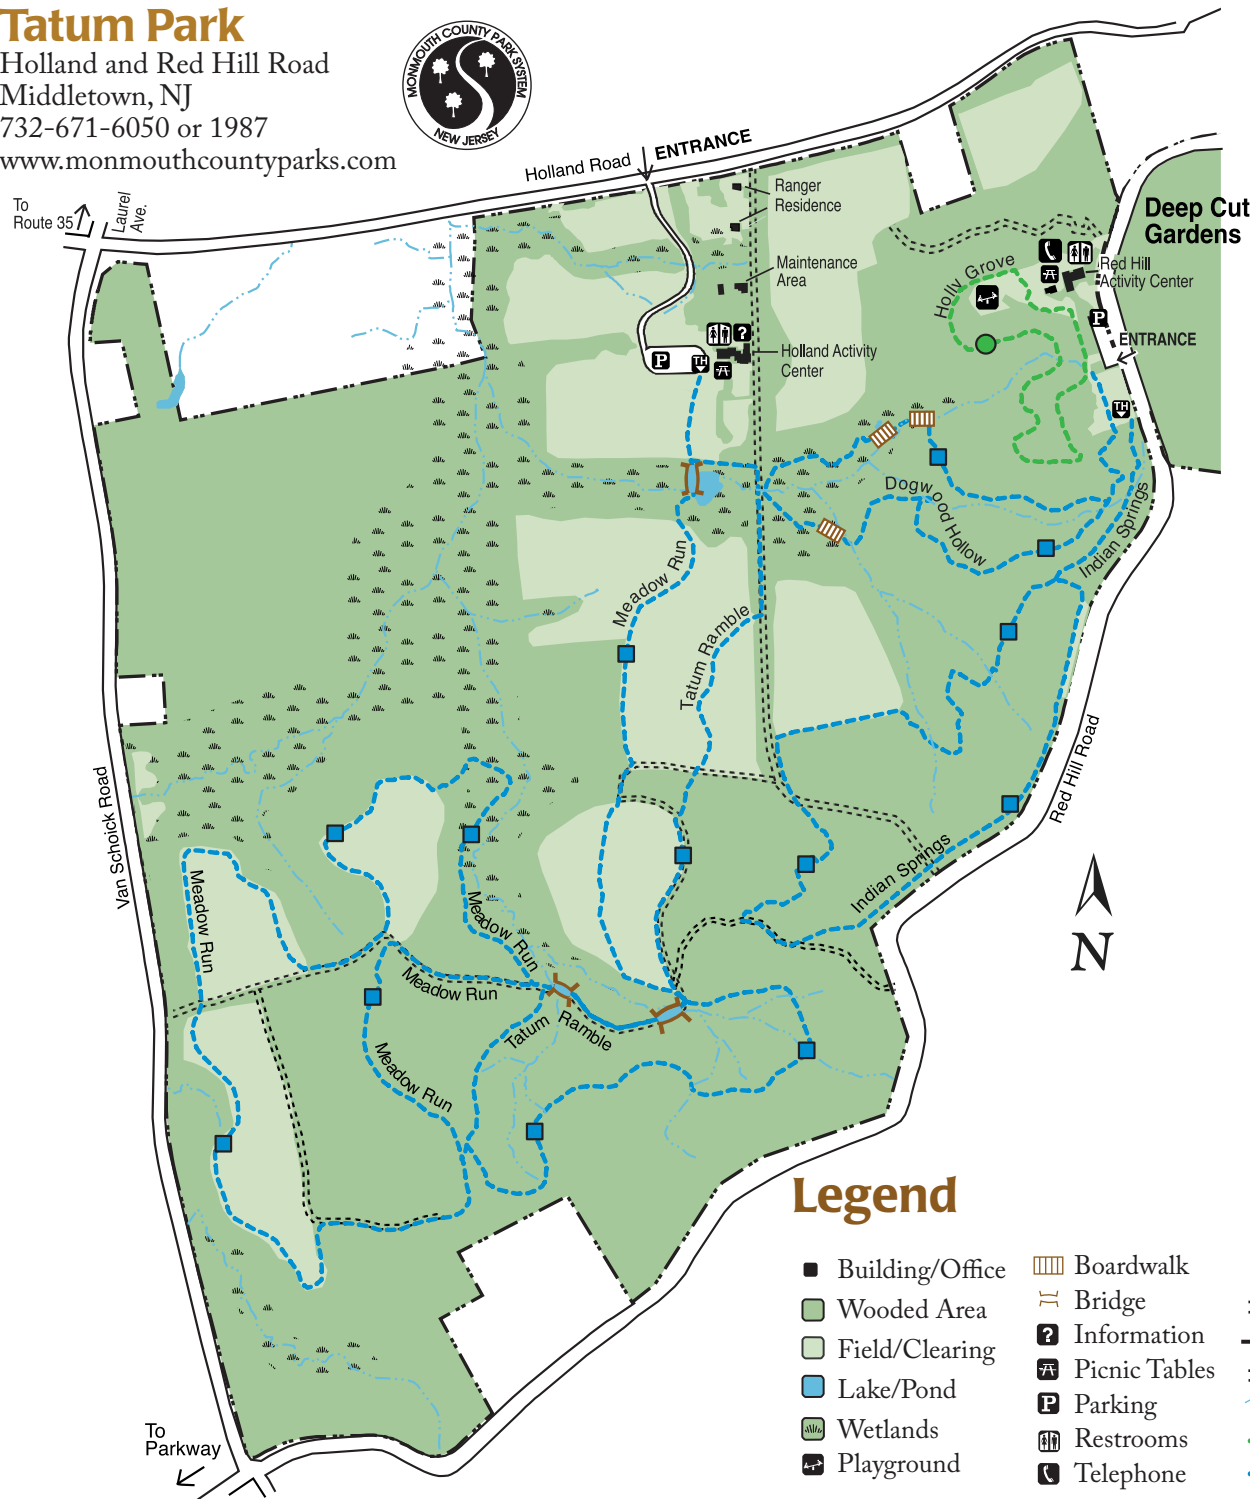 Tatum Park
Holland and Red Hill Road
Middletown, NJ
732-671-6050 or 1987
www.monmouthcountyparks.com
MONMOUTH COUNTY PARK SYSTEM
NEW JERSEY
To
Route 35
Laurel
Ave.
Holland Road
ENTRANCE
Ranger
Residence
Maintenance
Area
Holland Activity
Center
?
P
TH
Deep Cut
Gardens
Holly Grove
Red Hill
Activity Center
P
ENTRANCE
TH
Dogwood Hollow
Indian Springs
Meadow Run
Tatum Ramble
Red Hill Road
Van Schoick Road
Indian Springs
Meadow Run
Meadow Run
Meadow Run
Tatum Ramble
Meadow Run
N
To
Parkway
Legend
Building/Office
Wooded Area
Field/Clearing
Lake/Pond
Wetlands
Playground
Boardwalk
Bridge
? Information
Picnic Tables
P Parking
Restrooms
Telephone